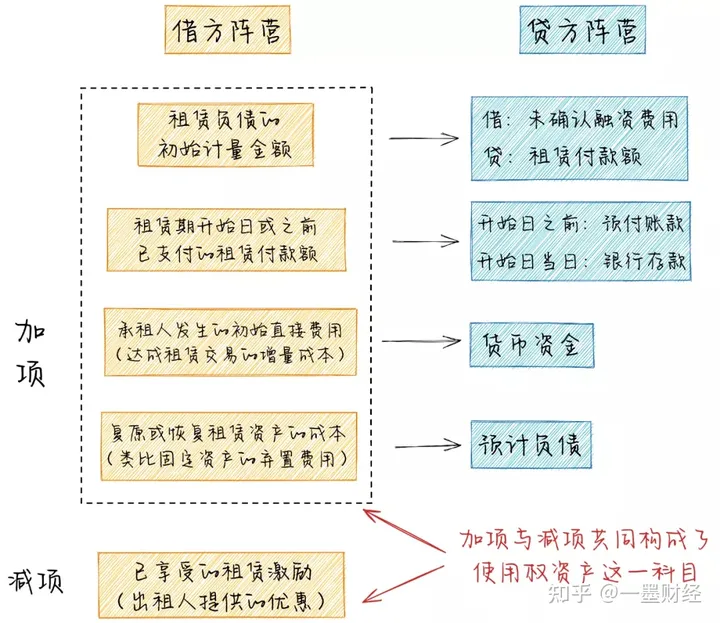 借方阵营
贷方阵营
租赁负债的
初始计量金额
借：未确认融资费用
贷：租赁付款额
租赁期开始日或之前
已支付的租赁付款额
开始日之前：预付账款
开始日当日：银行存款
加项
承租人发生的初始直接费用
（达成租赁交易的增量成本）
货币资金
复原或恢复租赁资产的成本
（类比固定资产的弃置费用）
预计负债
减项
已享受的租赁激励
（出租人提供的优惠）
加项与减项共同构成了
使用权资产这一科目
知乎 @一墨财经